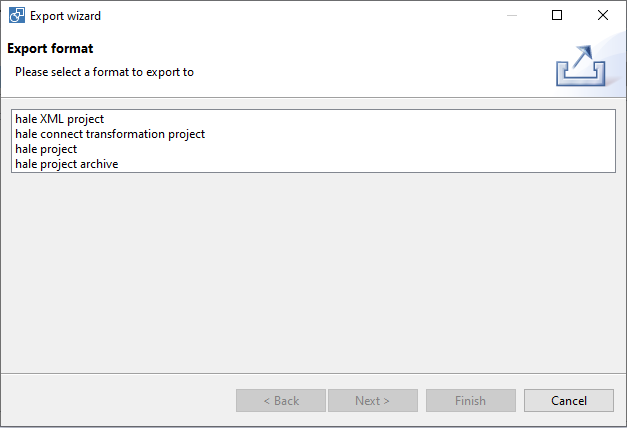 Export wizard
Export format
Please select a format to export to
hale XML project
hale connect transformation project
hale project
hale project archive
< Back Next > Finish Cancel